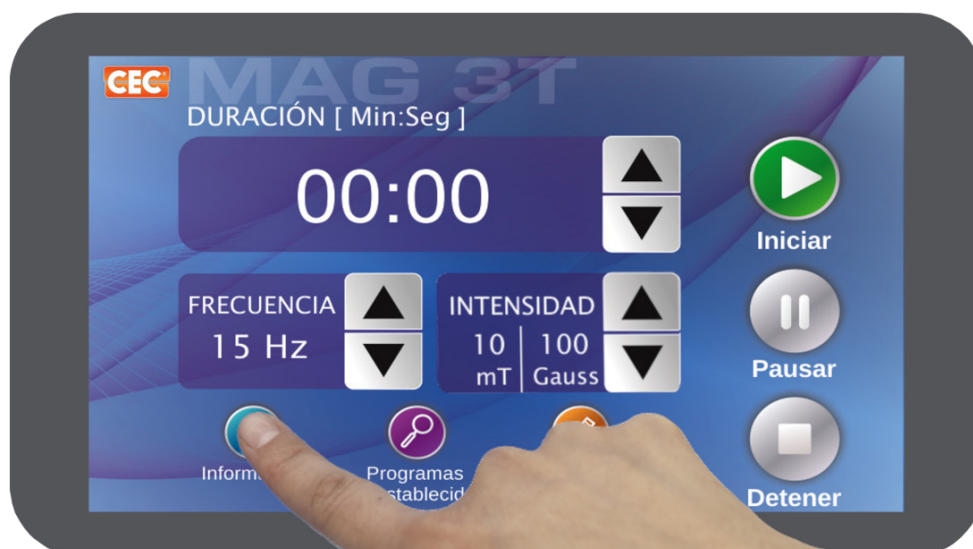 CEC
MAG 3T
DURACIÓN [ Min:Seg ]
00:00
Iniciar
FRECUENCIA
15 Hz
INTENSIDAD
10 100
mT Gauss
Pausar
Programas
Detener